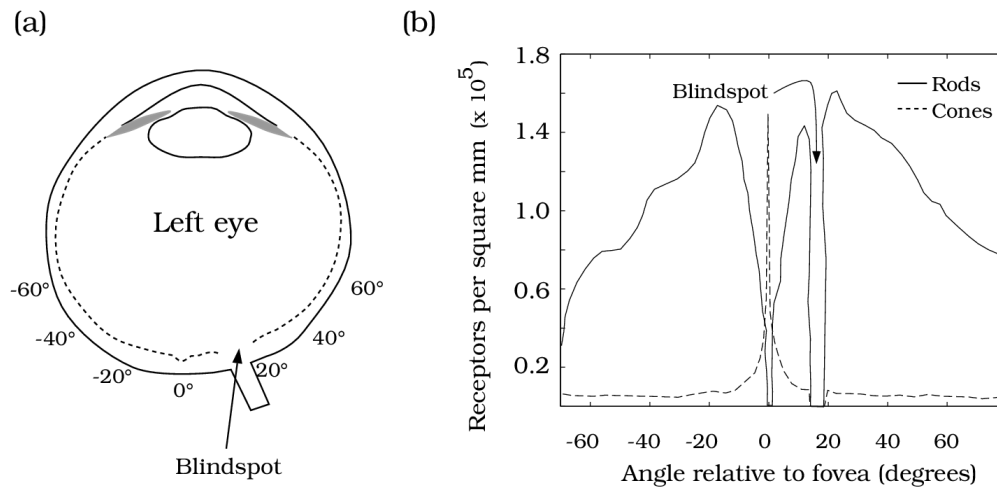 (a)
Left eye
-60°
-40°
-20°
0°
20°
40°
60°
Blindspot
(b)
Receptors per square mm (x 10⁵)
1.8
1.4
1.0
0.6
0.2
Blindspot
Rods
Cones
-60 -40 -20 0 20 40 60
Angle relative to fovea (degrees)